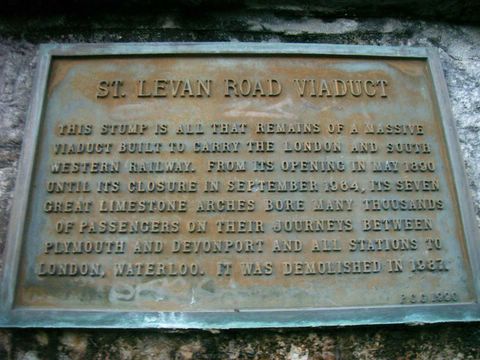 ST. LEVAN ROAD VIADUCT
THIS STUMP IS ALL THAT REMAINS OF A MASSIVE
VIADUCT BUILT TO CARRY THE LONDON AND SOUTH
WESTERN RAILWAY. FROM ITS OPENING IN MAY 1890
UNTIL ITS CLOSURE IN SEPTEMBER 1964, ITS SEVEN
GREAT LIMESTONE ARCHES BORE MANY THOUSANDS
OF PASSENGERS ON THEIR JOURNEYS BETWEEN
PLYMOUTH AND DEVONPORT AND ALL STATIONS TO
LONDON, WATERLOO. IT WAS DEMOLISHED IN 1987.
P.C.C. 1990